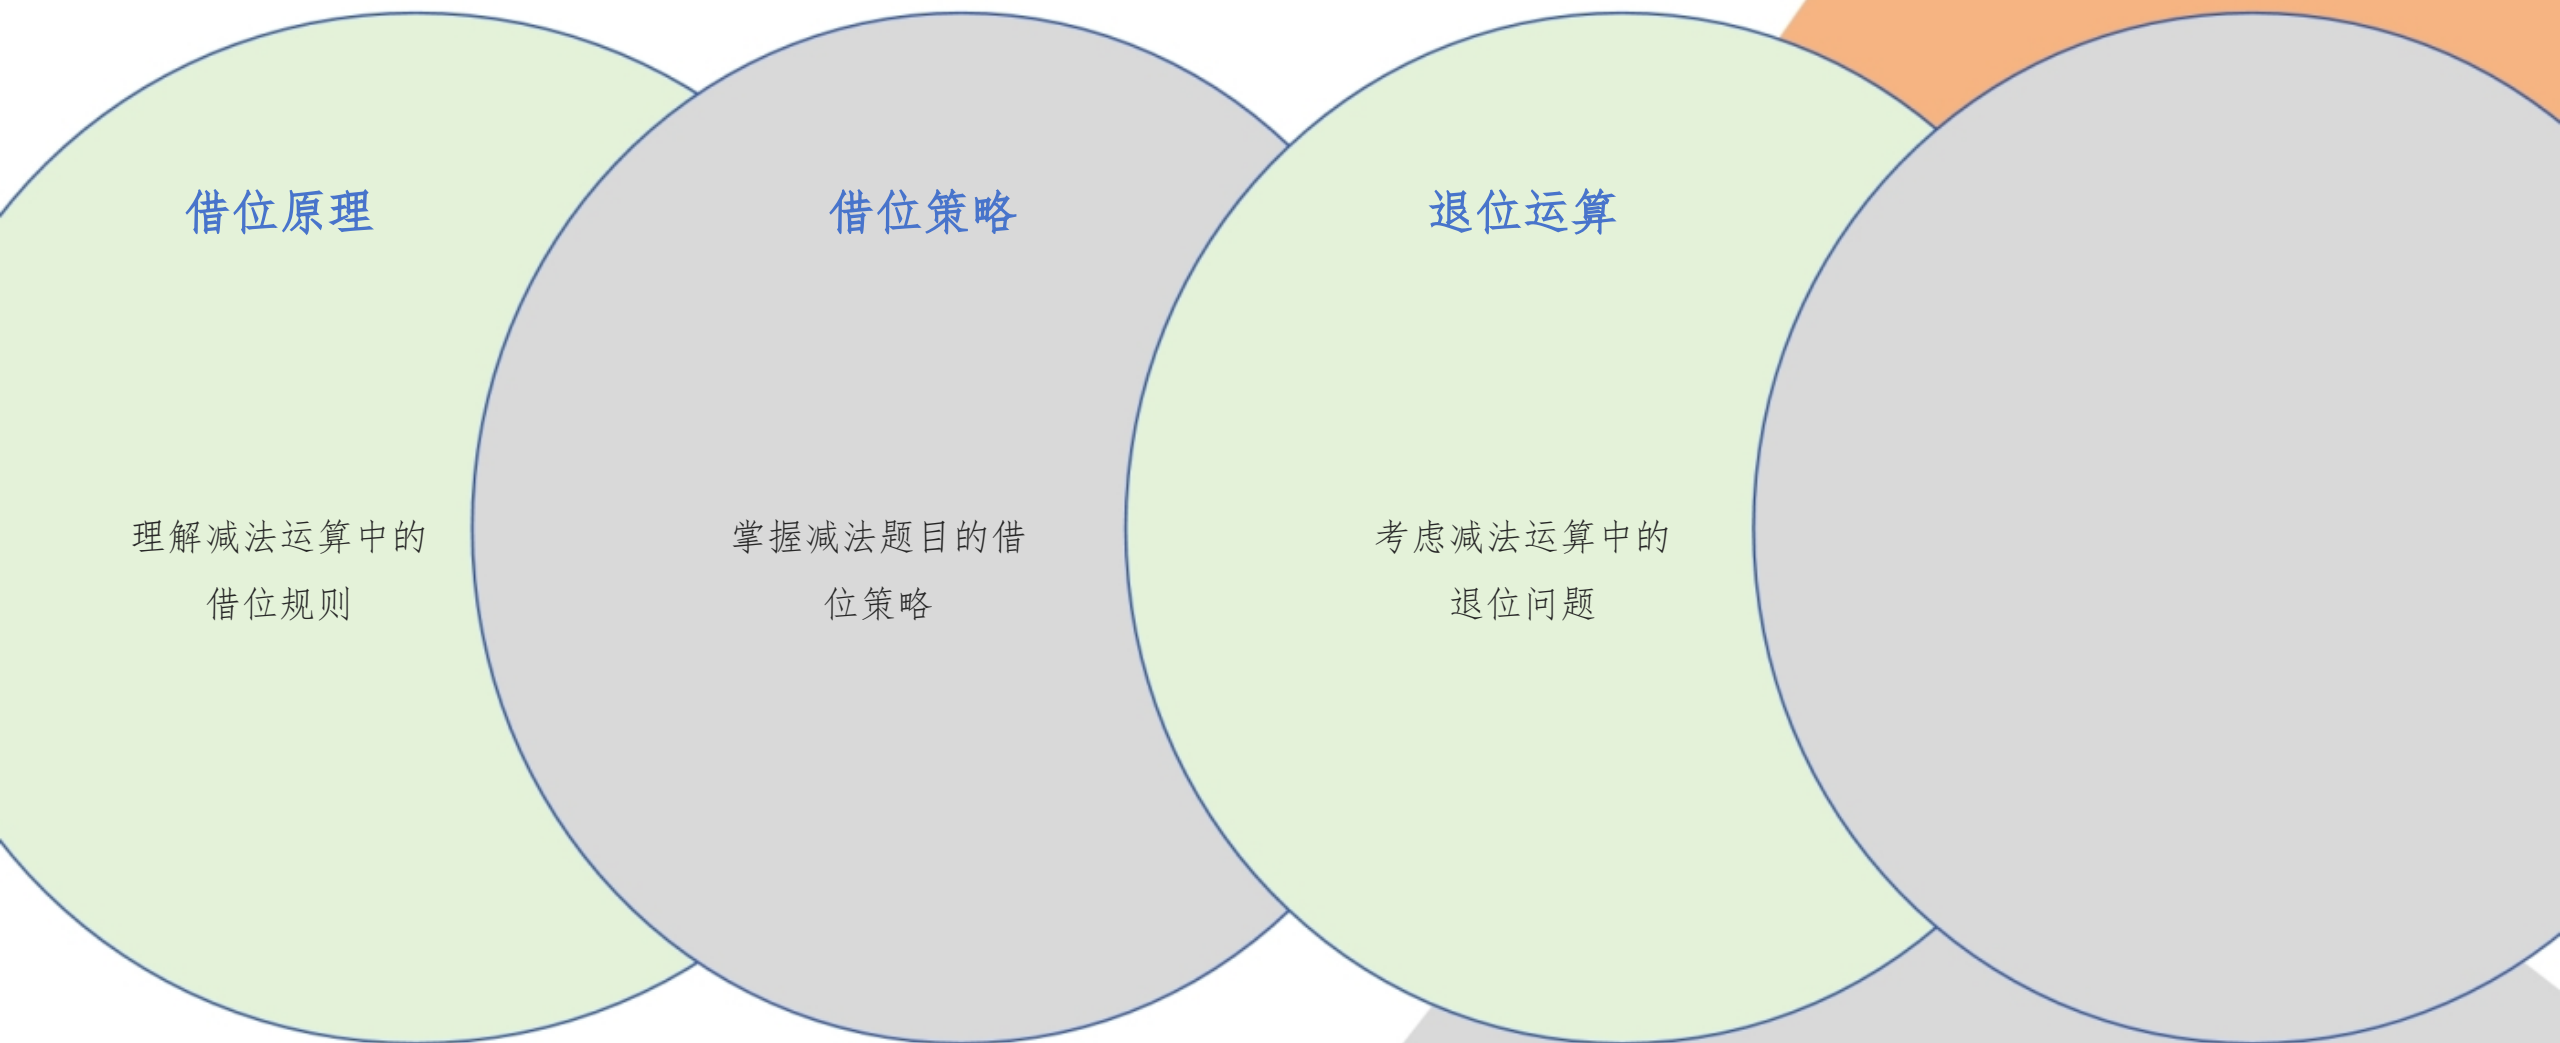 借位原理
理解减法运算中的
借位规则
借位策略
掌握减法题目的借
位策略
退位运算
考虑减法运算中的
退位问题